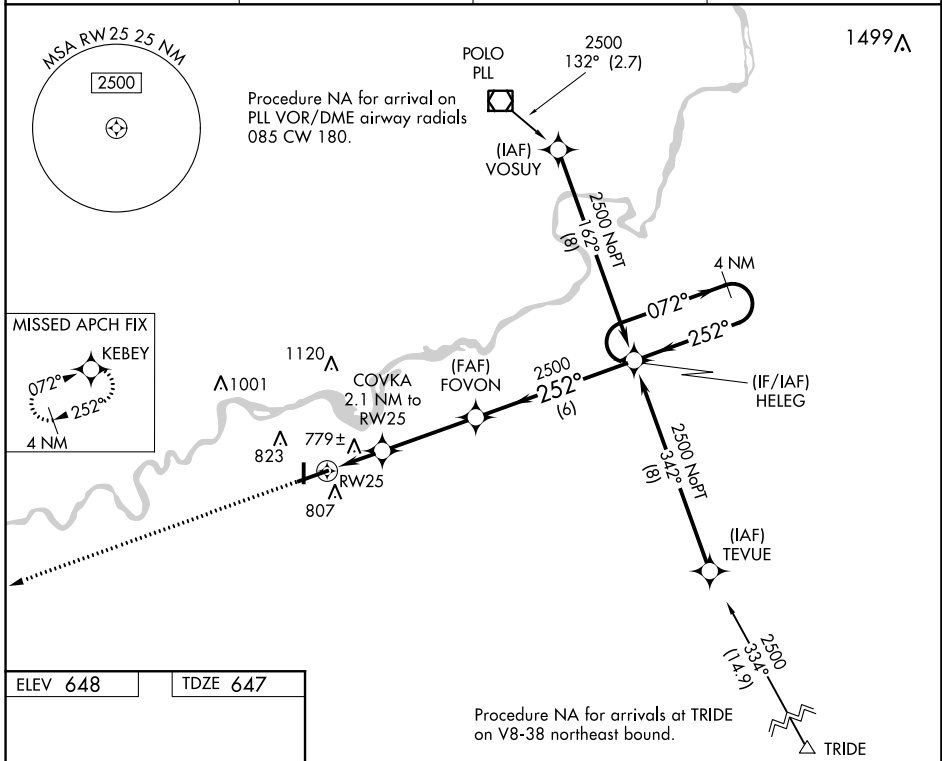 MSA RW 25 25 NM
2500
Procedure NA for arrival on
PLL VOR/DME airway radials
085 CW 180.
POLO
PLL
2500
132° (2.7)
1499
(IAF)
VOSUY
2500 NoPT
162°
(8)
4 NM
072°
252°
(IF/IAF)
HELEG
MISSED APCH FIX
KEBEY
072°
252°
4 NM
1120
1001
COVKA
2.1 NM to
RW25
(FAF)
FOVON
2500
252°
(6)
823
779±
RW25
807
2500 NoPT
342°
(8)
(IAF)
TEVUE
2500
334°
(14.9)
TRIDE
ELEV 648
TDZE 647
Procedure NA for arrivals at TRIDE
on V8-38 northeast bound.